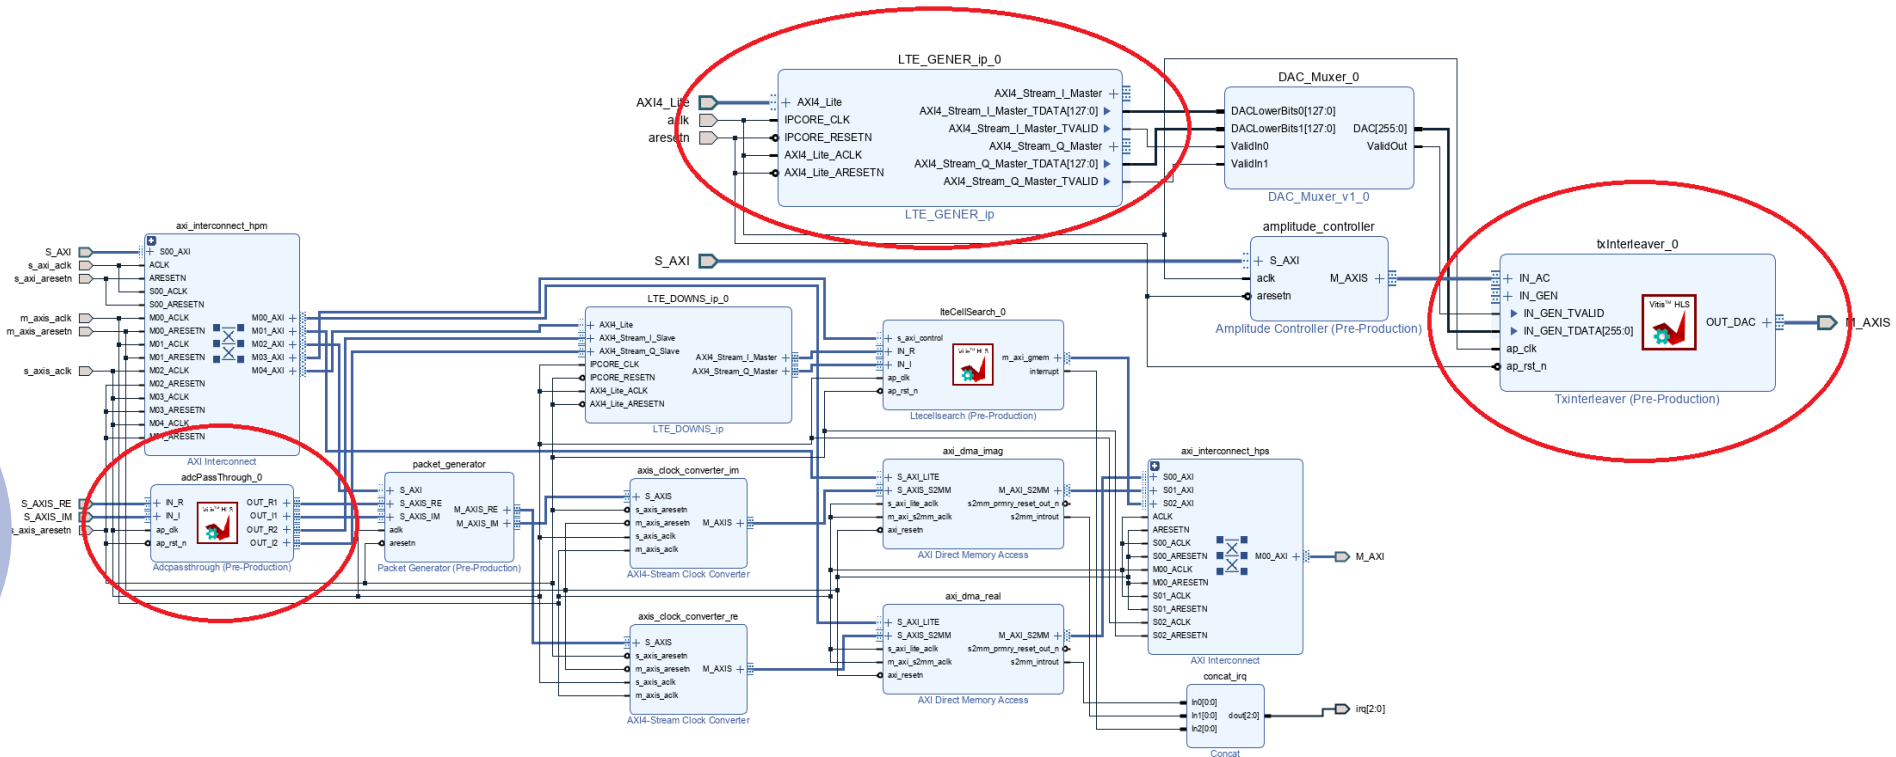 LTE_GENER_ip_0
AXI4_Lite
aclk
aresetn
AXI4_Lite
IPCORE_CLK
IPCORE_RESETN
AXI4_Lite_ACLK
AXI4_Lite_ARESETN
AXI4_Stream_I_Master
AXI4_Stream_I_Master_TDATA[127:0]
AXI4_Stream_I_Master_TVALID
AXI4_Stream_Q_Master
AXI4_Stream_Q_Master_TDATA[127:0]
AXI4_Stream_Q_Master_TVALID
LTE_GENER_ip
DAC_Muxer_0
DACLowerBits0[127:0]
DACLowerBits1[127:0]
ValidIn0
ValidIn1
DAC[255:0]
ValidOut
DAC_Muxer_v1_0
S_AXI
amplitude_controller
S_AXI
aclk
aresetn
M_AXIS
Amplitude Controller (Pre-Production)
txInterleaver_0
IN_AC
IN_GEN
IN_GEN_TVALID
IN_GEN_TDATA[255:0]
ap_clk
ap_rst_n
Vitis™ HLS
OUT_DAC
Txinterleaver (Pre-Production)
M_AXIS
axi_interconnect_hpm
S_AXI
s_axi_aclk
s_axi_aresetn
m_axis_aclk
m_axis_aresetn
s_axis_aclk
S00_AXI
ACLK
ARESETN
S00_ACLK
S00_ARESETN
M00_ACLK
M00_ARESETN
M01_ACLK
M01_ARESETN
M02_ACLK
M02_ARESETN
M03_ACLK
M03_ARESETN
M04_ACLK
M04_ARESETN
M00_AXI
M01_AXI
M02_AXI
M03_AXI
M04_AXI
AXI Interconnect
adcPassThrough_0
S_AXIS_RE
S_AXIS_IM
s_axis_aresetn
IN_R
IN_I
ap_clk
ap_rst_n
Vitis™ HLS
OUT_R1
OUT_I1
OUT_R2
OUT_I2
Adcpassthrough (Pre-Production)
packet_generator
S_AXI
S_AXIS_RE
S_AXIS_IM
aclk
aresetn
M_AXIS_RE
M_AXIS_IM
Packet Generator (Pre-Production)
LTE_DOWNS_ip_0
AXI4_Lite
AXI4_Stream_I_Slave
AXI4_Stream_Q_Slave
IPCORE_CLK
IPCORE_RESETN
AXI4_Lite_ACLK
AXI4_Lite_ARESETN
AXI4_Stream_I_Master
AXI4_Stream_Q_Master
LTE_DOWNS_ip
lteCellSearch_0
s_axi_control
IN_R
IN_I
ap_clk
ap_rst_n
Vitis™ HLS
m_axi_gmem
interrupt
Ltecellsearch (Pre-Production)
axis_clock_converter_im
S_AXIS
s_axis_aresetn
m_axis_aresetn
s_axis_aclk
m_axis_aclk
M_AXIS
AXI4-Stream Clock Converter
axis_clock_converter_re
S_AXIS
s_axis_aresetn
m_axis_aresetn
s_axis_aclk
m_axis_aclk
M_AXIS
AXI4-Stream Clock Converter
axi_dma_imag
S_AXI_LITE
S_AXIS_S2MM
s_axi_lite_aclk
m_axi_s2mm_aclk
axi_resetn
M_AXI_S2MM
s2mm_prmry_reset_out_n
s2mm_introut
AXI Direct Memory Access
axi_dma_real
S_AXI_LITE
S_AXIS_S2MM
s_axi_lite_aclk
m_axi_s2mm_aclk
axi_resetn
M_AXI_S2MM
s2mm_prmry_reset_out_n
s2mm_introut
AXI Direct Memory Access
axi_interconnect_hps
S00_AXI
S01_AXI
S02_AXI
ACLK
ARESETN
S00_ACLK
S00_ARESETN
M00_ACLK
M00_ARESETN
S01_ACLK
S01_ARESETN
S02_ACLK
S02_ARESETN
M00_AXI
AXI Interconnect
M_AXI
concat_irq
In0[0:0]
In1[0:0]
In2[0:0]
dout[2:0]
Concat
irq[2:0]